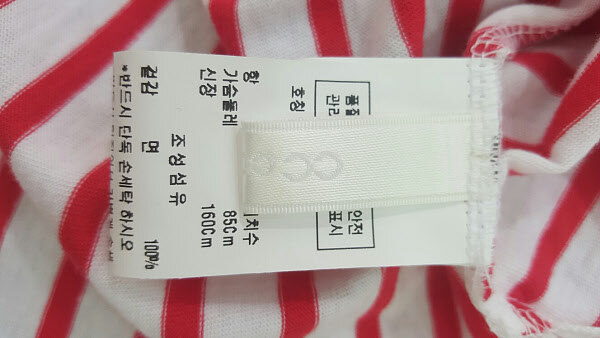 품질
관리
안전
표시
호칭
항 치수
가슴둘레 85Cm
신장 160Cm
조성섬유
겉감 면 100%
*반드시 단독 손세탁 하시오